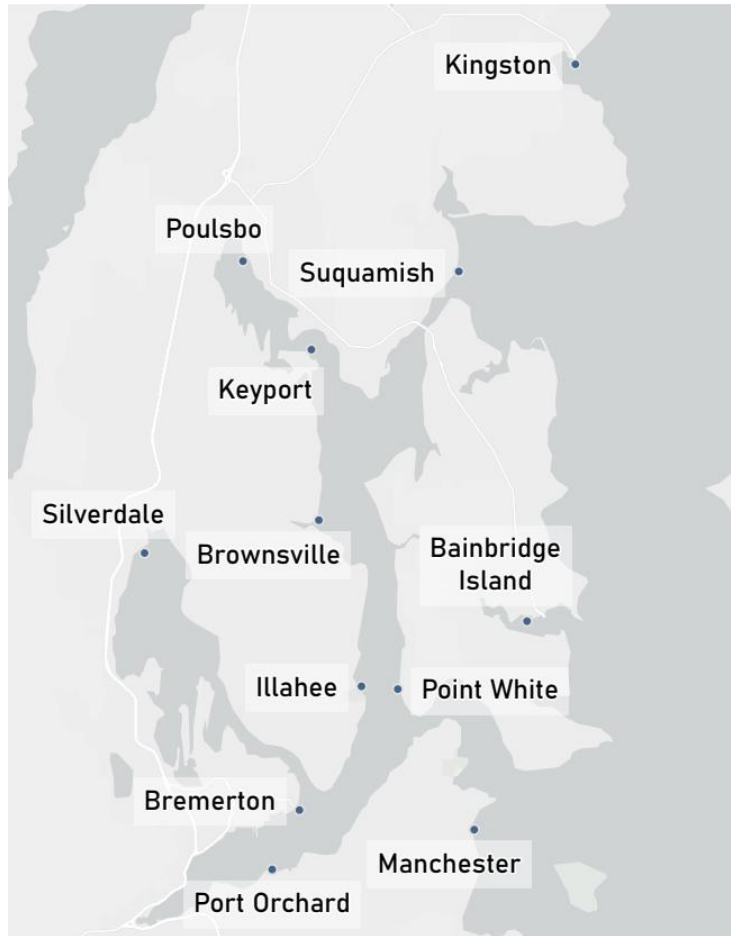 Kingston
Poulsbo
Suquamish
Keyport
Silverdale
Brownsville
Bainbridge
Island
Illahee
Point White
Bremerton
Manchester
Port Orchard